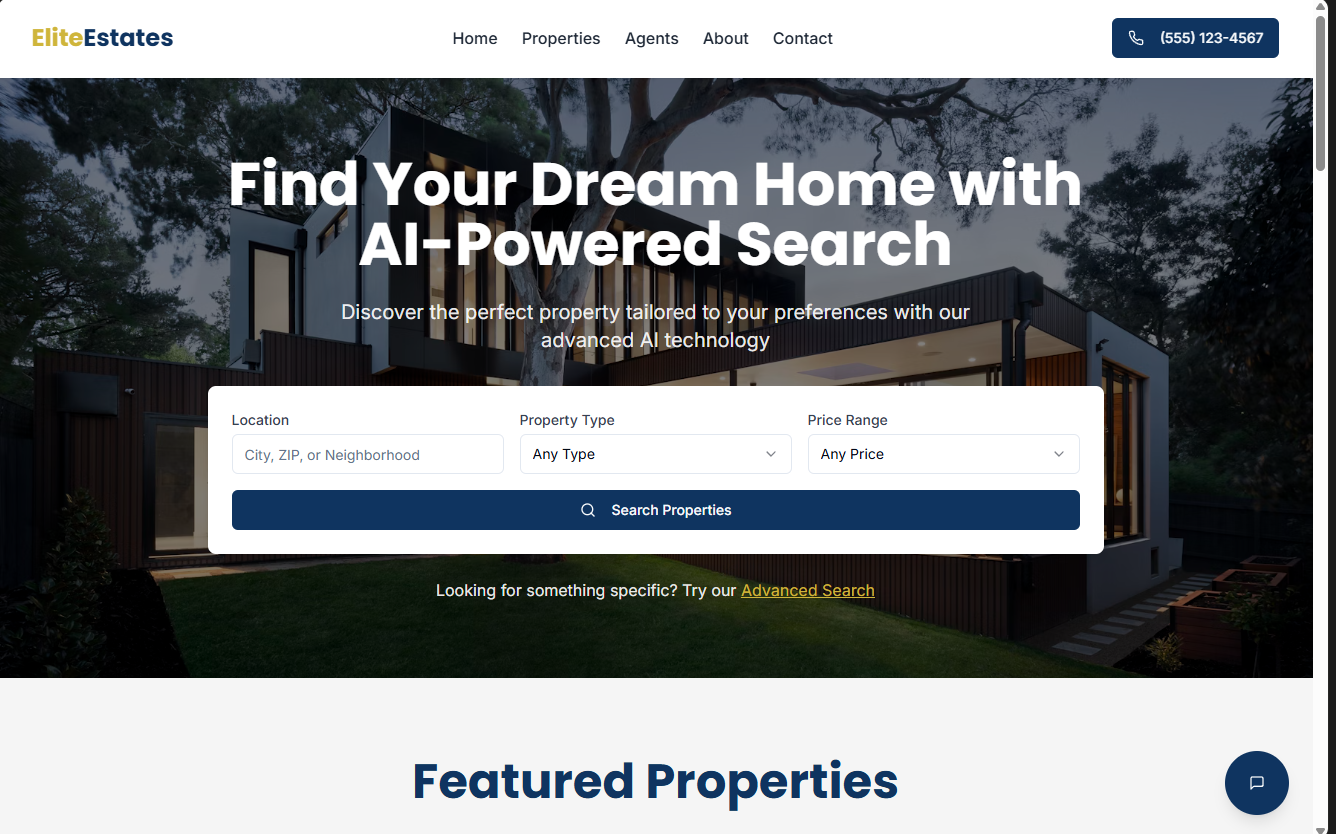 EliteEstates
Home Properties Agents About Contact
(555) 123-4567
Find Your Dream Home with
AI-Powered Search
Discover the perfect property tailored to your preferences with our
advanced AI technology
Location Property Type Price Range
City, ZIP, or Neighborhood Any Type Any Price
Search Properties
Looking for something specific? Try our Advanced Search
Featured Properties